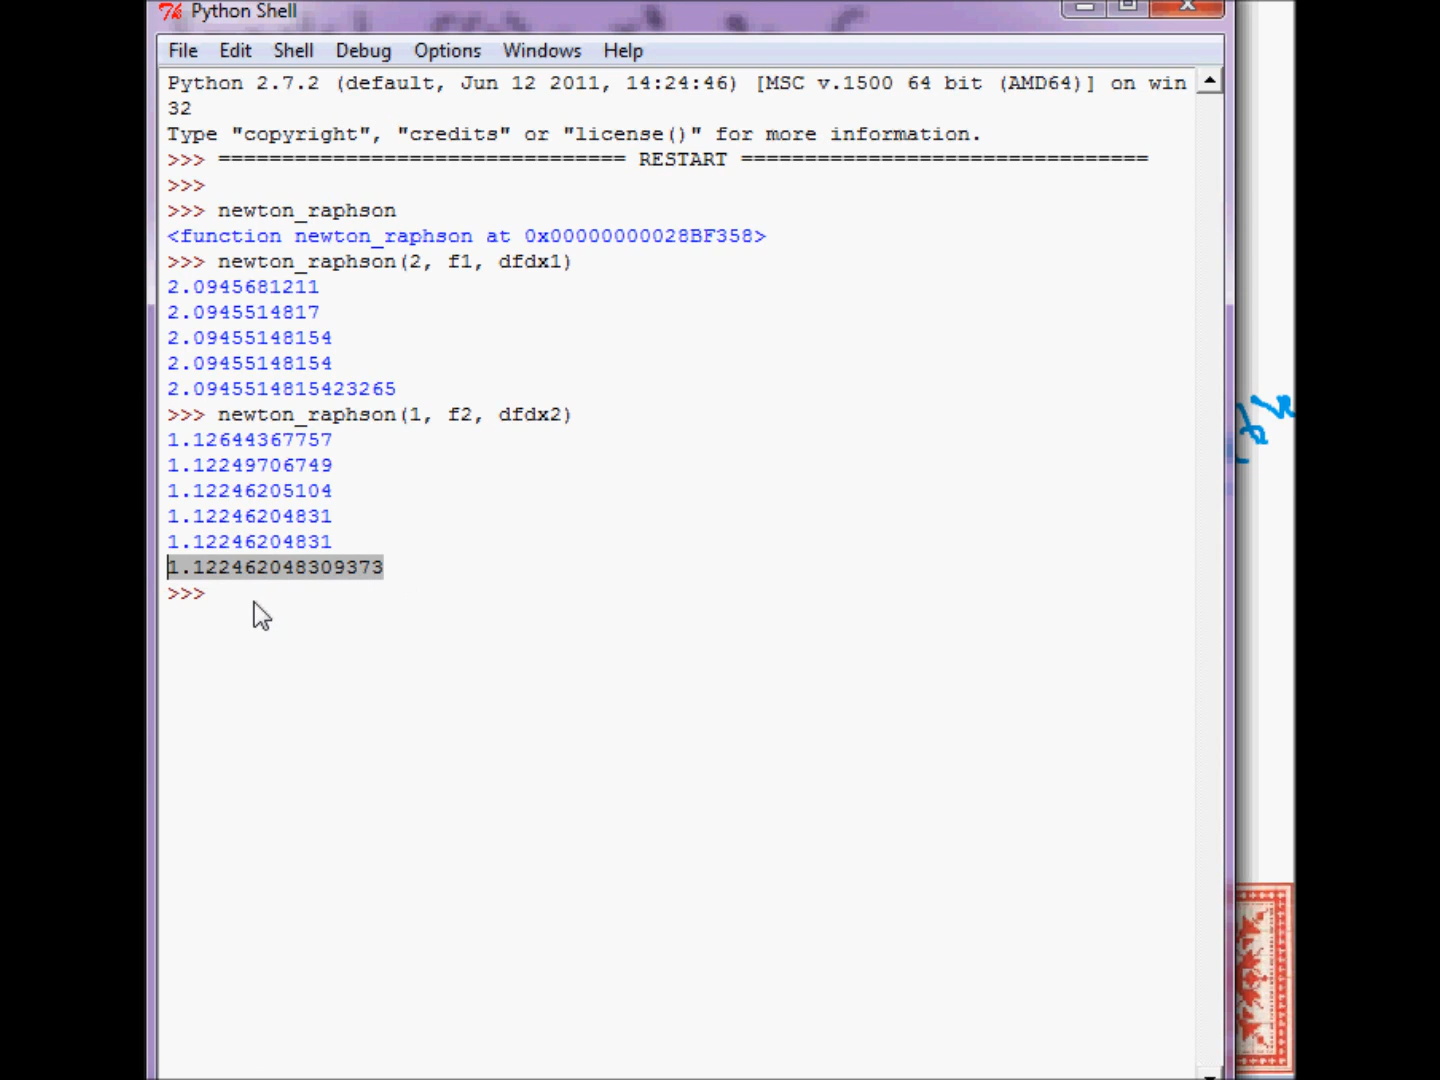 Python Shell
File Edit Shell Debug Options Windows Help
Python 2.7.2 (default, Jun 12 2011, 14:24:46) [MSC v.1500 64 bit (AMD64)] on win
32
Type "copyright", "credits" or "license()" for more information.
>>> ================================ RESTART ================================
>>>
>>> newton_raphson
<function newton_raphson at 0x00000000028BF358>
>>> newton_raphson(2, f1, dfdx1)
2.0945681211
2.0945514817
2.09455148154
2.09455148154
2.0945514815423265
>>> newton_raphson(1, f2, dfdx2)
1.12644367757
1.12249706749
1.12246205104
1.12246204831
1.12246204831
1.122462048309373
>>>